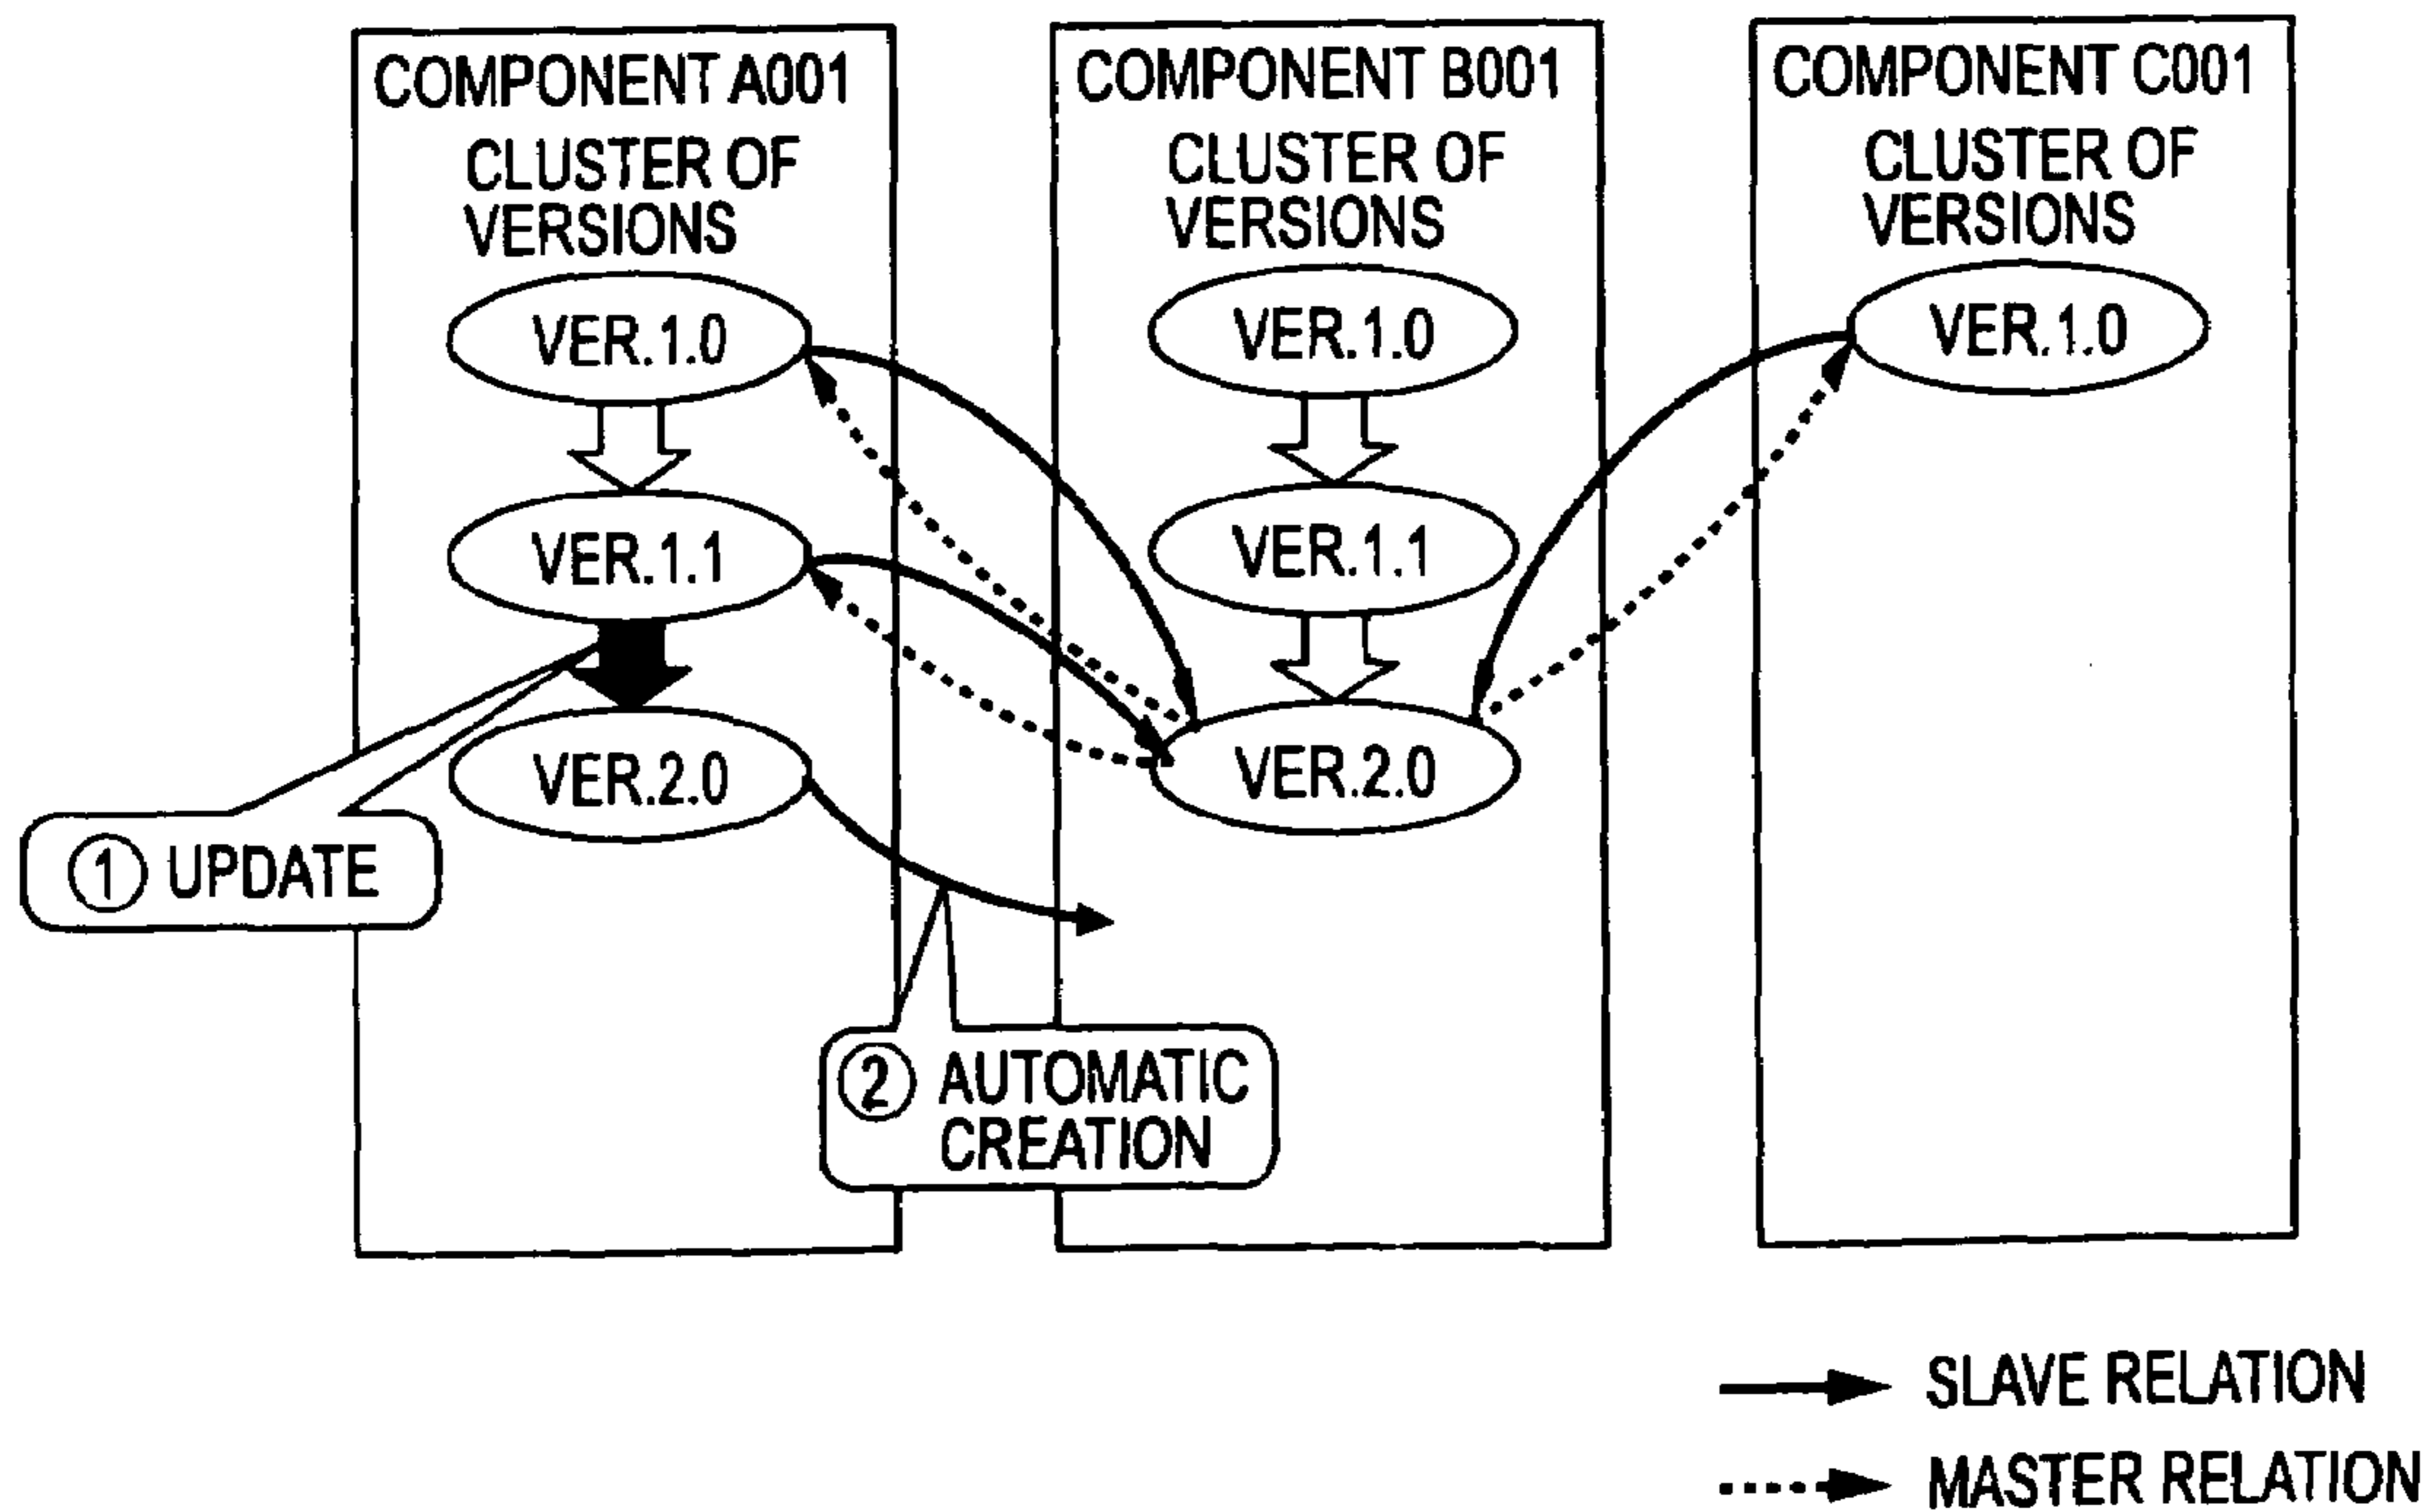 COMPONENT A001
CLUSTER OF
VERSIONS
VER.1.0
VER.1.1
VER.2.0
① UPDATE
② AUTOMATIC
CREATION
COMPONENT B001
CLUSTER OF
VERSIONS
VER.1.0
VER.1.1
VER.2.0
COMPONENT C001
CLUSTER OF
VERSIONS
VER.1.0
SLAVE RELATION
MASTER RELATION